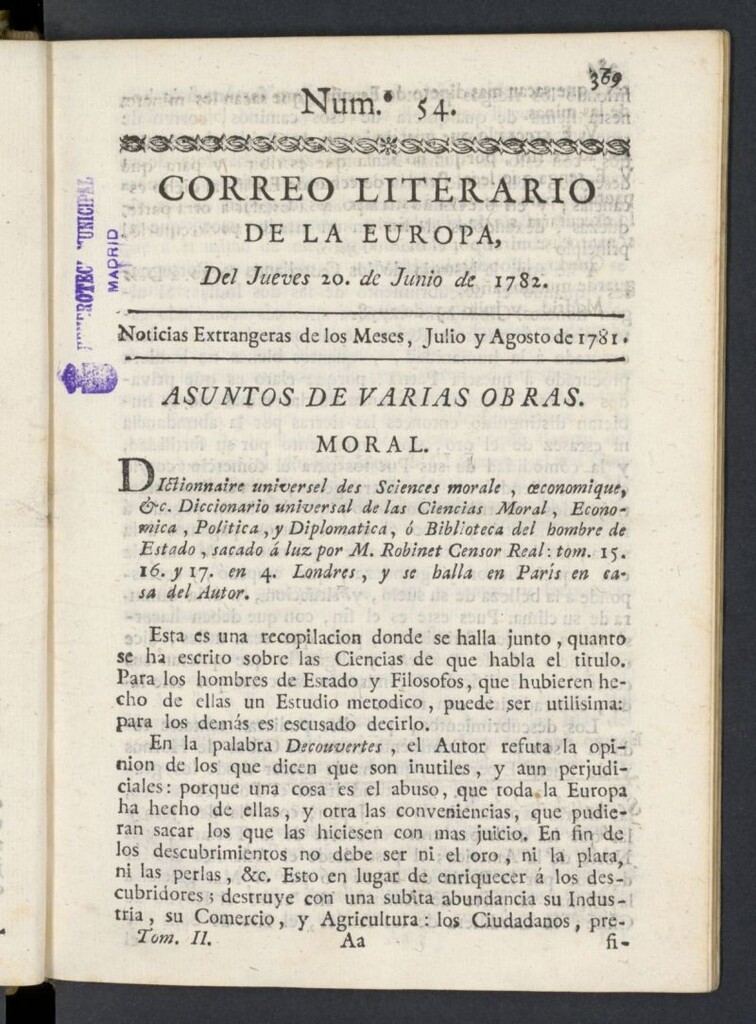 369
Num.º 54.
CORREO LITERARIO
DE LA EUROPA,
Del Jueves 20. de Junio de 1782.
Noticias Extrangeras de los Meses, Julio y Agosto de 1781.
ASUNTOS DE VARIAS OBRAS.
MORAL.
DIctionnaire universel des Sciences morale, œconomique,
&c. Diccionario universal de las Ciencias Moral, Econo-
mica, Politica, y Diplomatica, ó Biblioteca del hombre de
Estado, sacado á luz por M. Robinet Censor Real: tom. 15.
16. y 17. en 4. Londres, y se halla en París en ca-
sa del Autor.
Esta es una recopilacion donde se halla junto, quanto
se ha escrito sobre las Ciencias de que habla el titulo.
Para los hombres de Estado y Filosofos, que hubieren he-
cho de ellas un Estudio metodico, puede ser utilisima:
para los demás es escusado decirlo.
En la palabra Decouvertes, el Autor refuta la opi-
nion de los que dicen que son inutiles, y aun perjudi-
ciales: porque una cosa es el abuso, que toda la Europa
ha hecho de ellas, y otra las conveniencias, que pudie-
ran sacar los que las hiciesen con mas juicio. En fin de
los descubrimientos no debe ser ni el oro, ni la plata,
ni las perlas, &c. Esto en lugar de enriquecer á los des-
cubridores; destruye con una subita abundancia su Indus-
tria, su Comercio, y Agricultura: los Ciudadanos, pre-
Tom. II. Aa fi-
MADRID